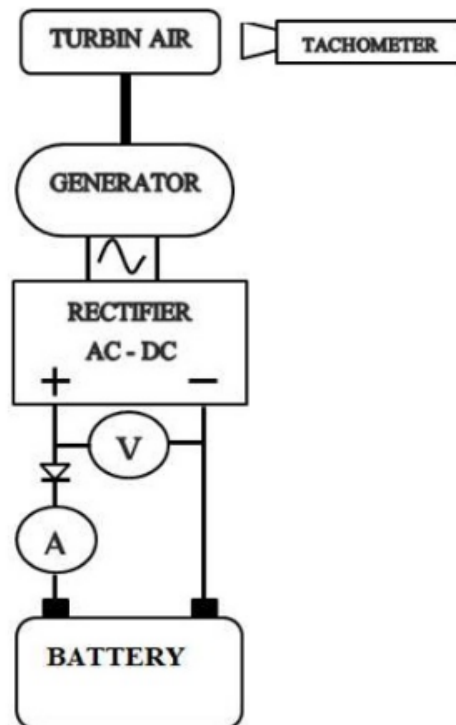 TURBIN AIR
TACHOMETER
GENERATOR
RECTIFIER
AC - DC
+ −
V
A
BATTERY